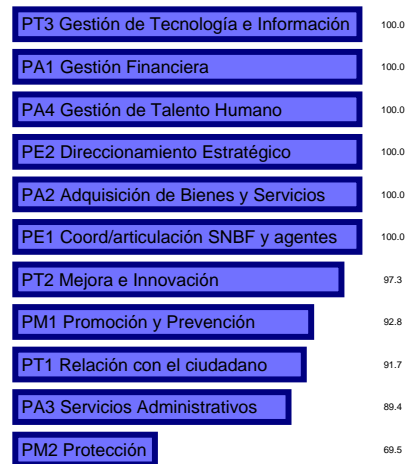 PT3 Gestión de Tecnología e Información 100.0
PA1 Gestión Financiera 100.0
PA4 Gestión de Talento Humano 100.0
PE2 Direccionamiento Estratégico 100.0
PA2 Adquisición de Bienes y Servicios 100.0
PE1 Coord/articulación SNBF y agentes 100.0
PT2 Mejora e Innovación 97.3
PM1 Promoción y Prevención 92.8
PT1 Relación con el ciudadano 91.7
PA3 Servicios Administrativos 89.4
PM2 Protección 69.5